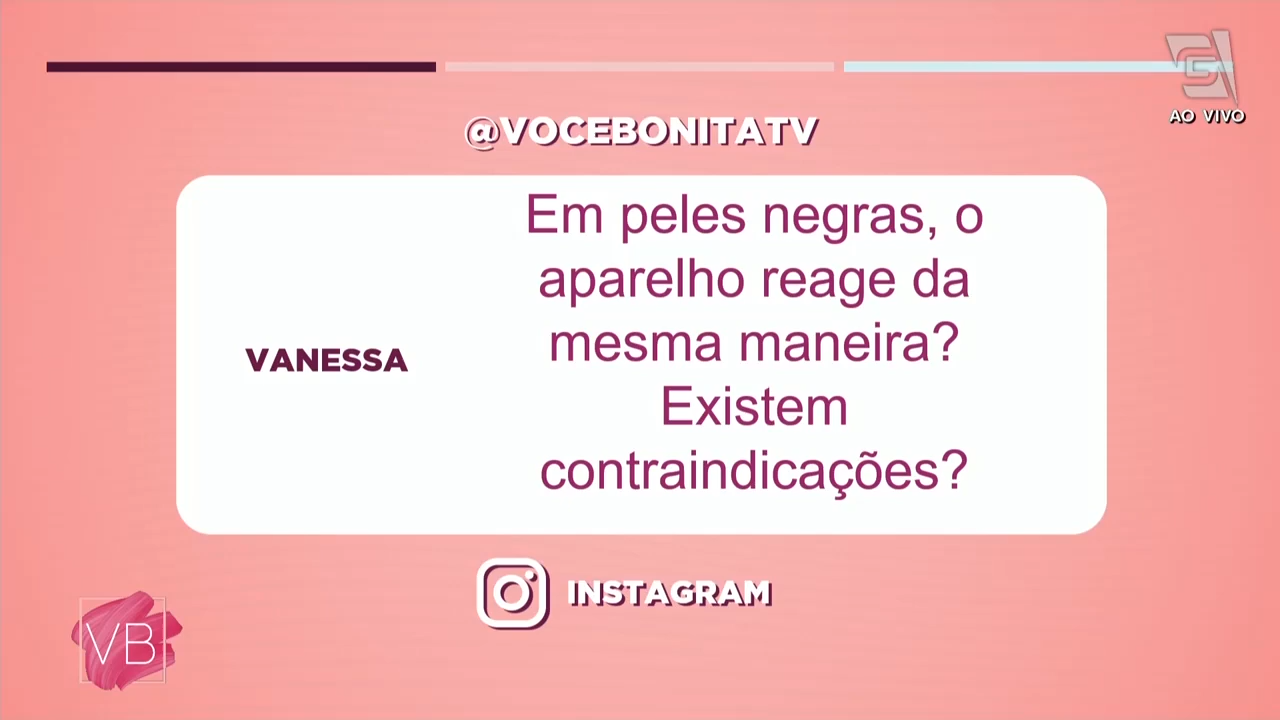 AO VIVO
@VOCEBONITATV
VANESSA
Em peles negras, o
aparelho reage da
mesma maneira?
Existem
contraindicações?
INSTAGRAM
VB